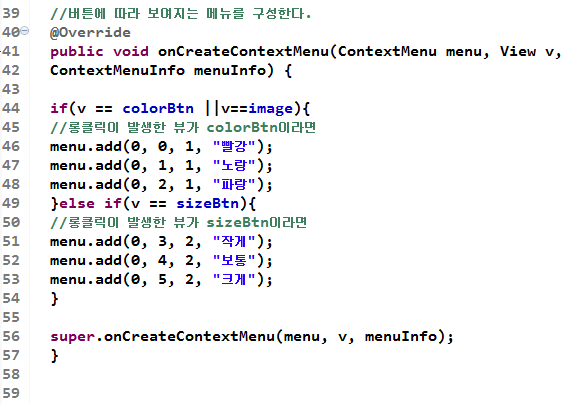 39 //버튼에 따라 보여지는 메뉴를 구성한다.
40 @Override
41 public void onCreateContextMenu(ContextMenu menu, View v,
42 ContextMenuInfo menuInfo) {
43
44 if(v == colorBtn ||v==image){
45 //롱클릭이 발생한 뷰가 colorBtn이라면
46 menu.add(0, 0, 1, "빨강");
47 menu.add(0, 1, 1, "노랑");
48 menu.add(0, 2, 1, "파랑");
49 }else if(v == sizeBtn){
50 //롱클릭이 발생한 뷰가 sizeBtn이라면
51 menu.add(0, 3, 2, "작게");
52 menu.add(0, 4, 2, "보통");
53 menu.add(0, 5, 2, "크게");
54 }
55
56 super.onCreateContextMenu(menu, v, menuInfo);
57 }
58
59